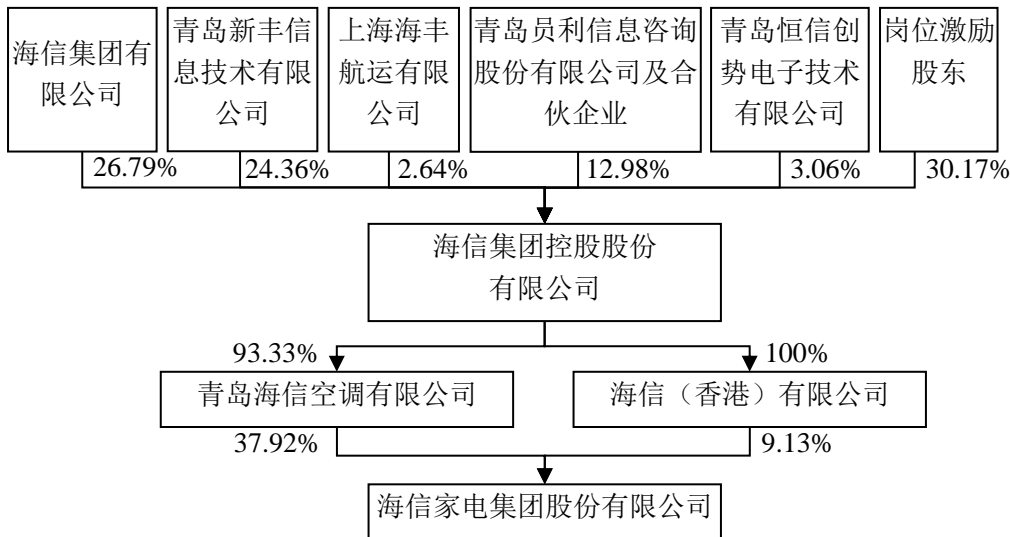 海信集团有
限公司
青岛新丰信
息技术有限
公司
上海海丰
航运有限
公司
青岛员利信息咨询
股份有限公司及合
伙企业
青岛恒信创
势电子技术
有限公司
岗位激励
股东
26.79%
24.36%
2.64%
12.98%
3.06%
30.17%
海信集团控股股份
有限公司
93.33%
100%
青岛海信空调有限公司
海信（香港）有限公司
37.92%
9.13%
海信家电集团股份有限公司